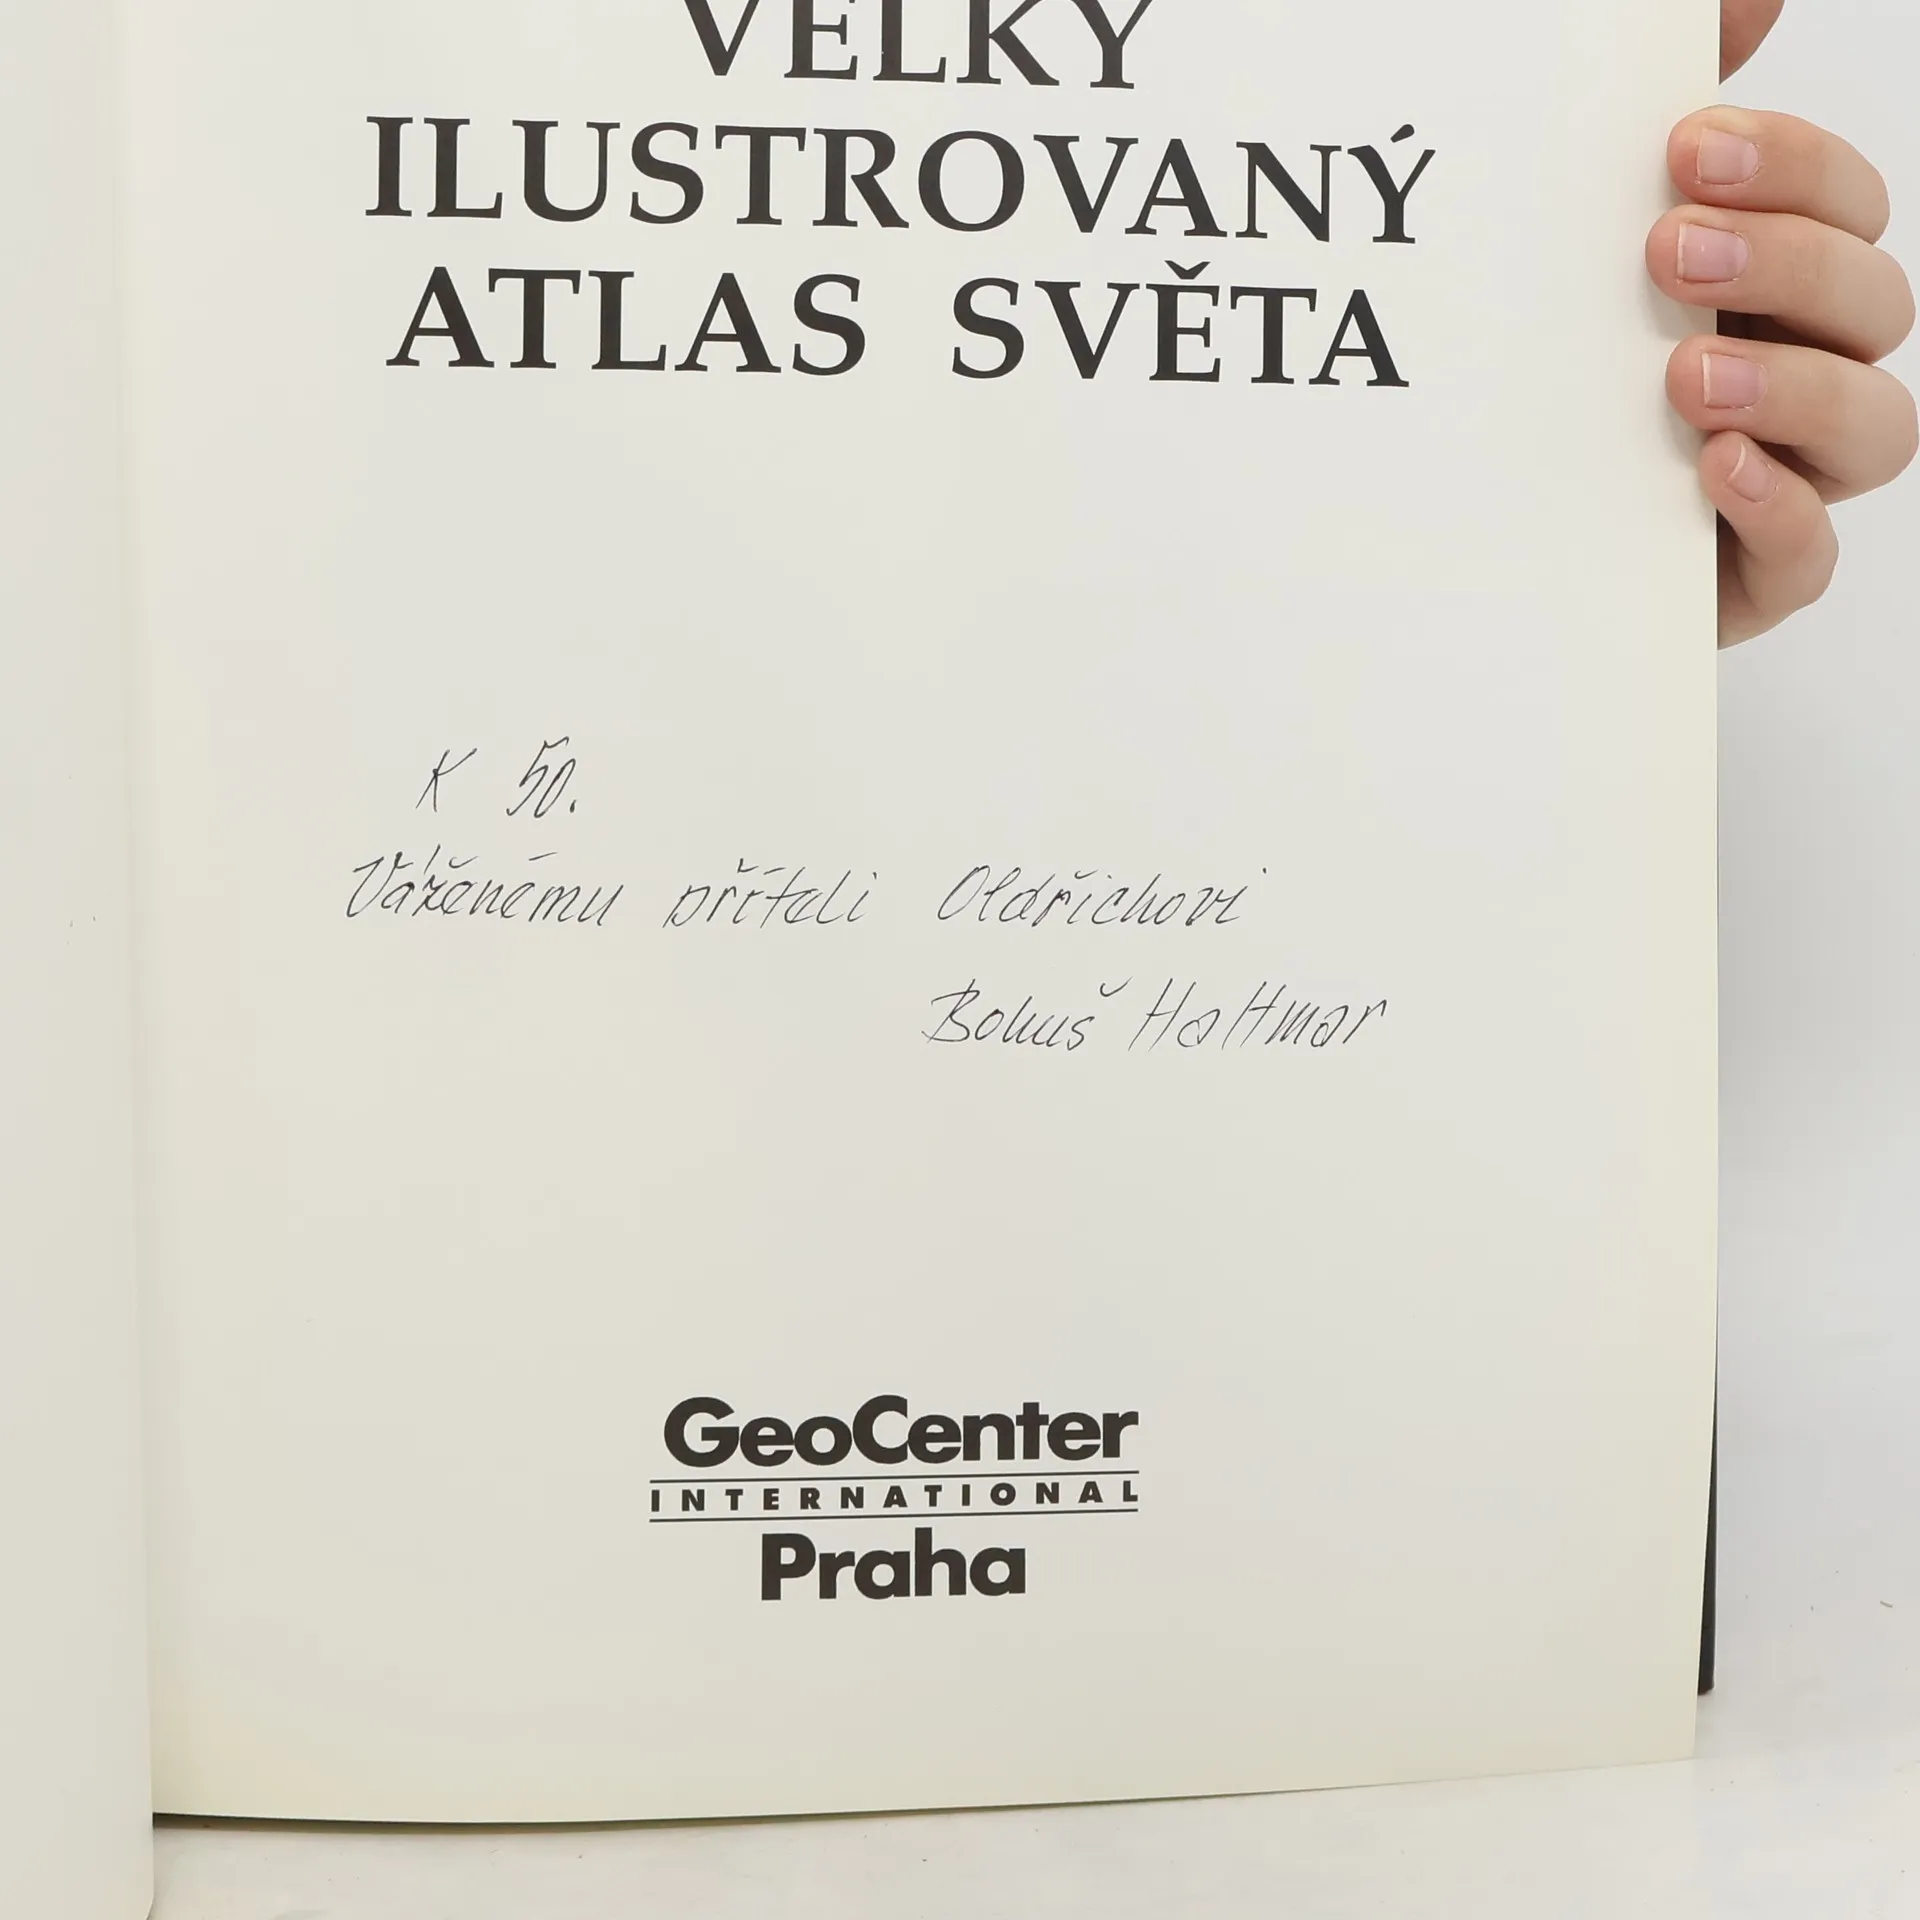 VELKÝ
ILUSTROVANÝ
ATLAS SVĚTA
K 50.
Váženému příteli Oldřichovi
Bohuš Haltmar
GeoCenter
INTERNATIONAL
Praha